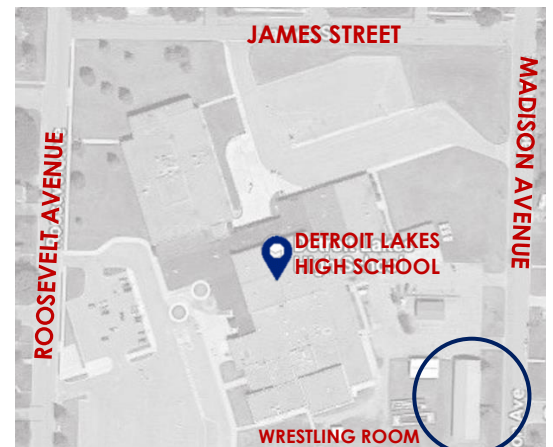 JAMES STREET
MADISON AVENUE
ROOSEVELT AVENUE
DETROIT LAKES
HIGH SCHOOL
WRESTLING ROOM